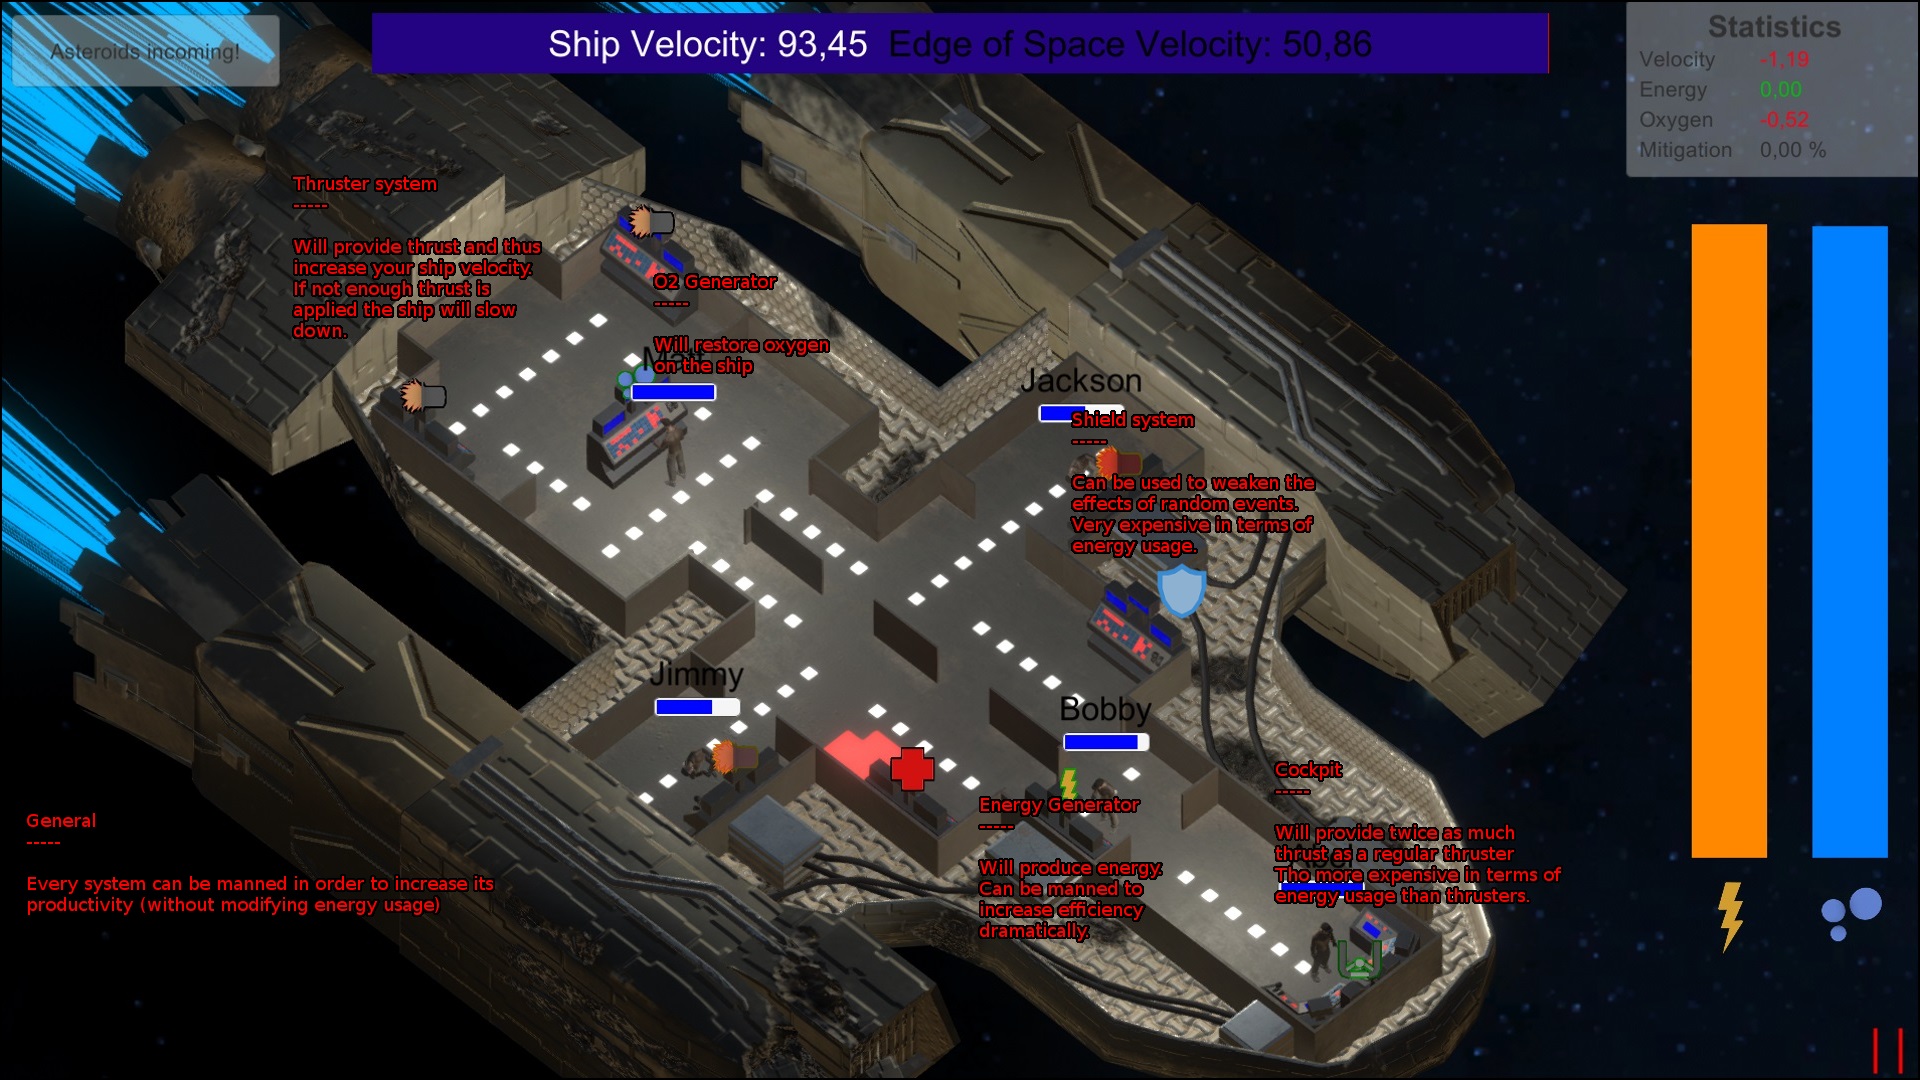 Asteroids incoming!
Ship Velocity: 93,45 Edge of Space Velocity: 50,86
Statistics
Velocity -1,19
Energy 0,00
Oxygen -0,52
Mitigation 0,00 %
Thruster system
-----
Will provide thrust and thus
increase your ship velocity.
If not enough thrust is
applied the ship will slow
down.
O2 Generator
-----
Will restore oxygen
on the ship
Jackson
Shield system
-----
Can be used to weaken the
effects of random events.
Very expensive in terms of
energy usage.
Jimmy
Bobby
Energy Generator
-----
Will produce energy.
Can be manned to
increase efficiency
dramatically.
Cockpit
-----
Will provide twice as much
thrust as a regular thruster
Tho more expensive in terms of
energy usage than thrusters.
General
-----
Every system can be manned in order to increase its
productivity (without modifying energy usage)